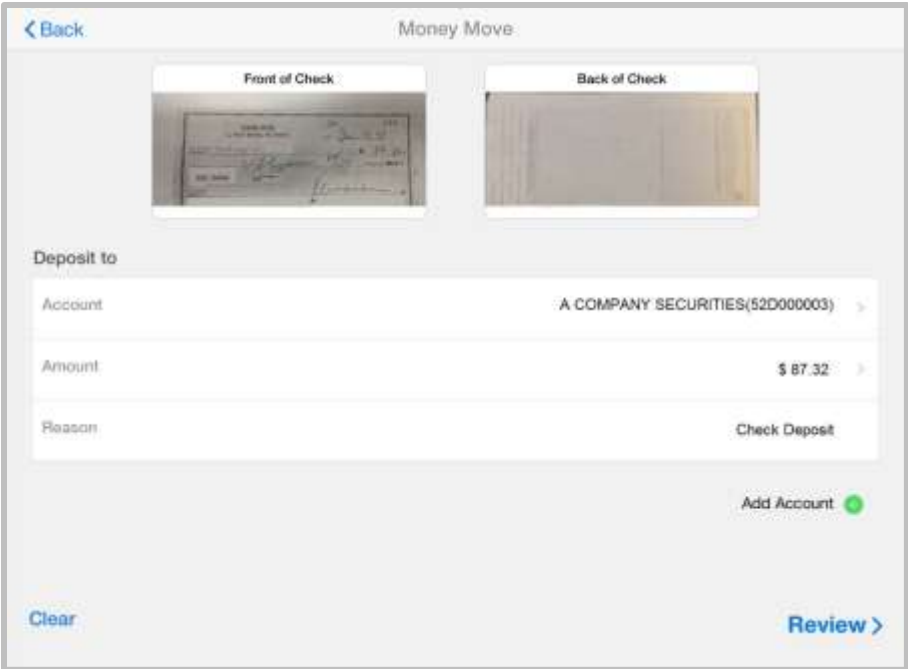 Back
Money Move
Front of Check
Back of Check
Deposit to
Account
A COMPANY SECURITIES(52D000003)
Amount
$ 87.32
Reason
Check Deposit
Add Account
Clear
Review